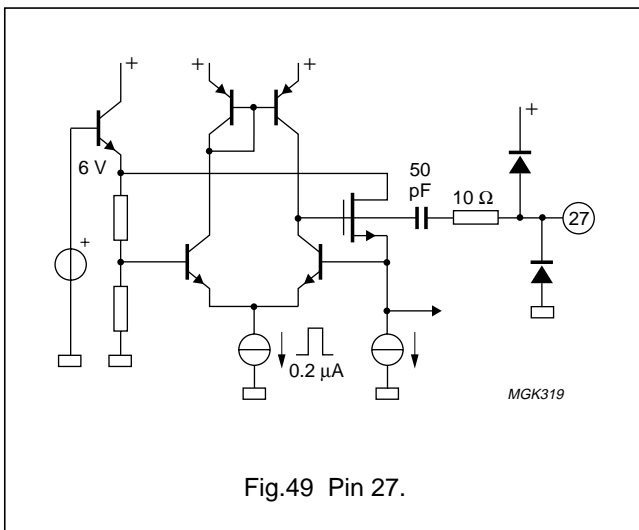 +
+
+
+
6 V
50
pF
10 Ω
27
+
0.2 µA
MGK319
Fig.49 Pin 27.